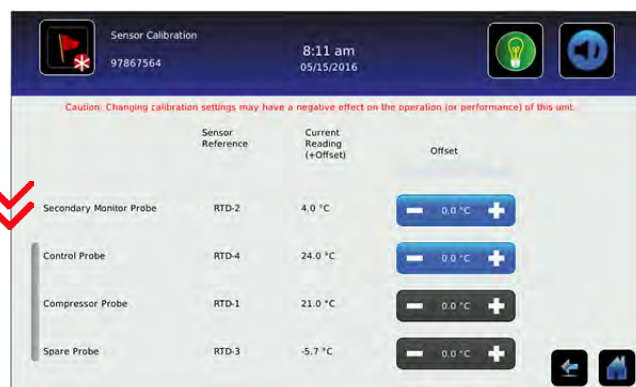 Sensor Calibration
97867564
8:11 am
05/15/2016
Caution: Changing calibration settings may have a negative effect on the operation (or performance) of this unit.
Sensor Reference
Current Reading (+Offset)
Offset
Secondary Monitor Probe RTD-2 4.0 °C 0.0 °C
Control Probe RTD-4 24.0 °C 0.0 °C
Compressor Probe RTD-1 21.0 °C 0.0 °C
Spare Probe RTD-3 -5.7 °C 0.0 °C